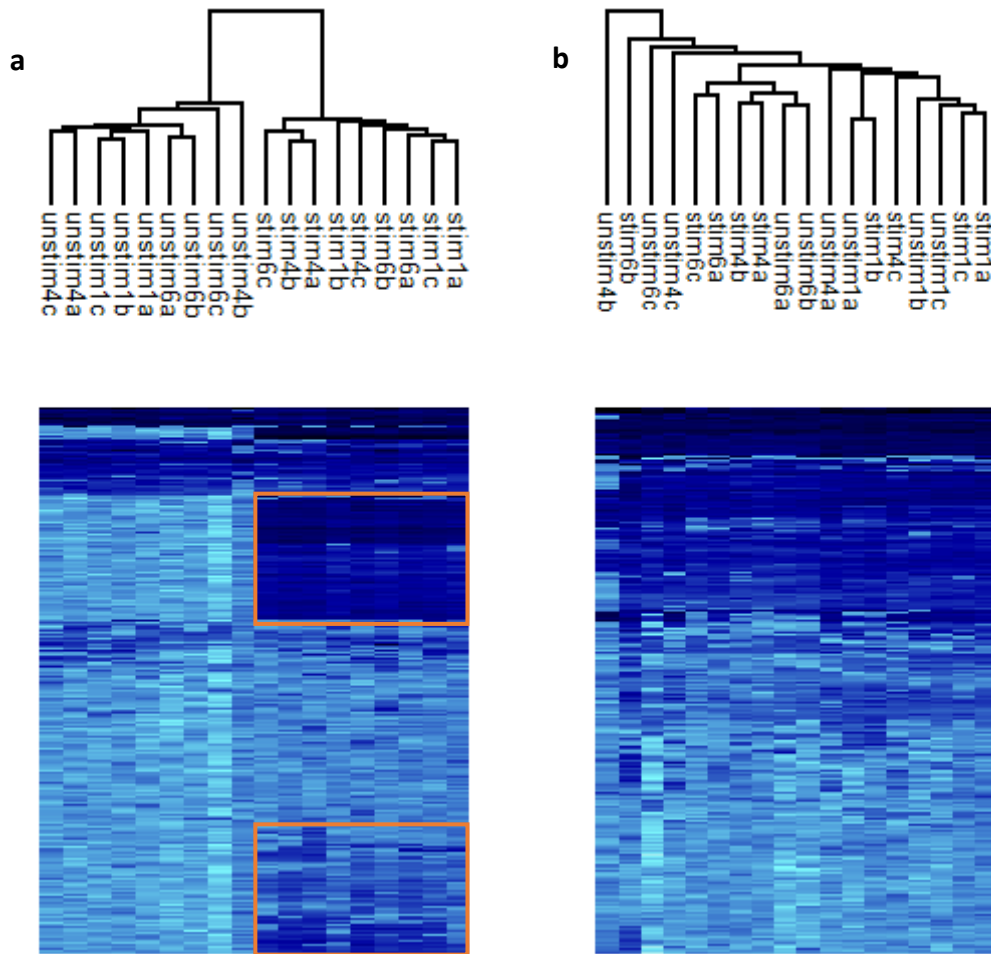 a
b
unstim4c
unstim4a
unstim1c
unstim1b
unstim1a
unstim6a
unstim6b
unstim6c
unstim4b
stim6c
stim4b
stim4a
stim1b
stim4c
stim6b
stim6a
stim1c
stim1a
unstim4b
stim6b
unstim6c
unstim4c
stim6c
stim6a
stim4b
stim4a
unstim6a
unstim6b
unstim4a
unstim1a
stim1b
stim4c
unstim1b
unstim1c
stim1c
stim1a